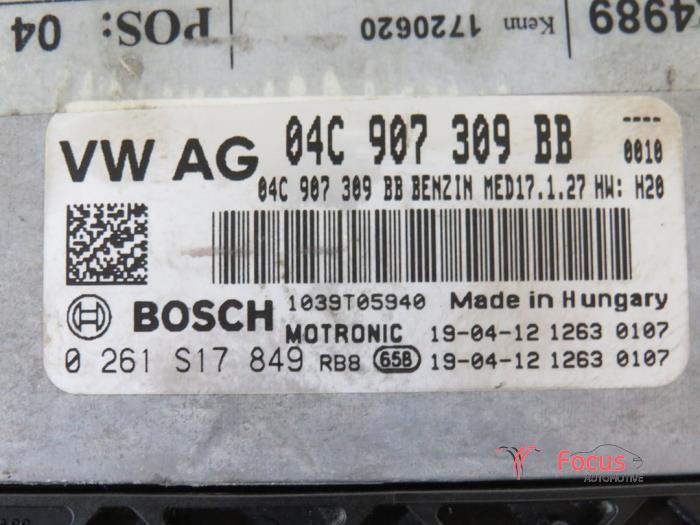 POS: 04
Kenn 1720620
4989
VW AG 04C 907 309 BB ----
0010
04C 907 309 BB BENZIN MED17.1.27 HW: H20
BOSCH 1039T05940 Made in Hungary
MOTRONIC 19-04-12 1263 0107
0 261 S17 849 RB8 65B 19-04-12 1263 0107
Focus
AUTOMOTIVE